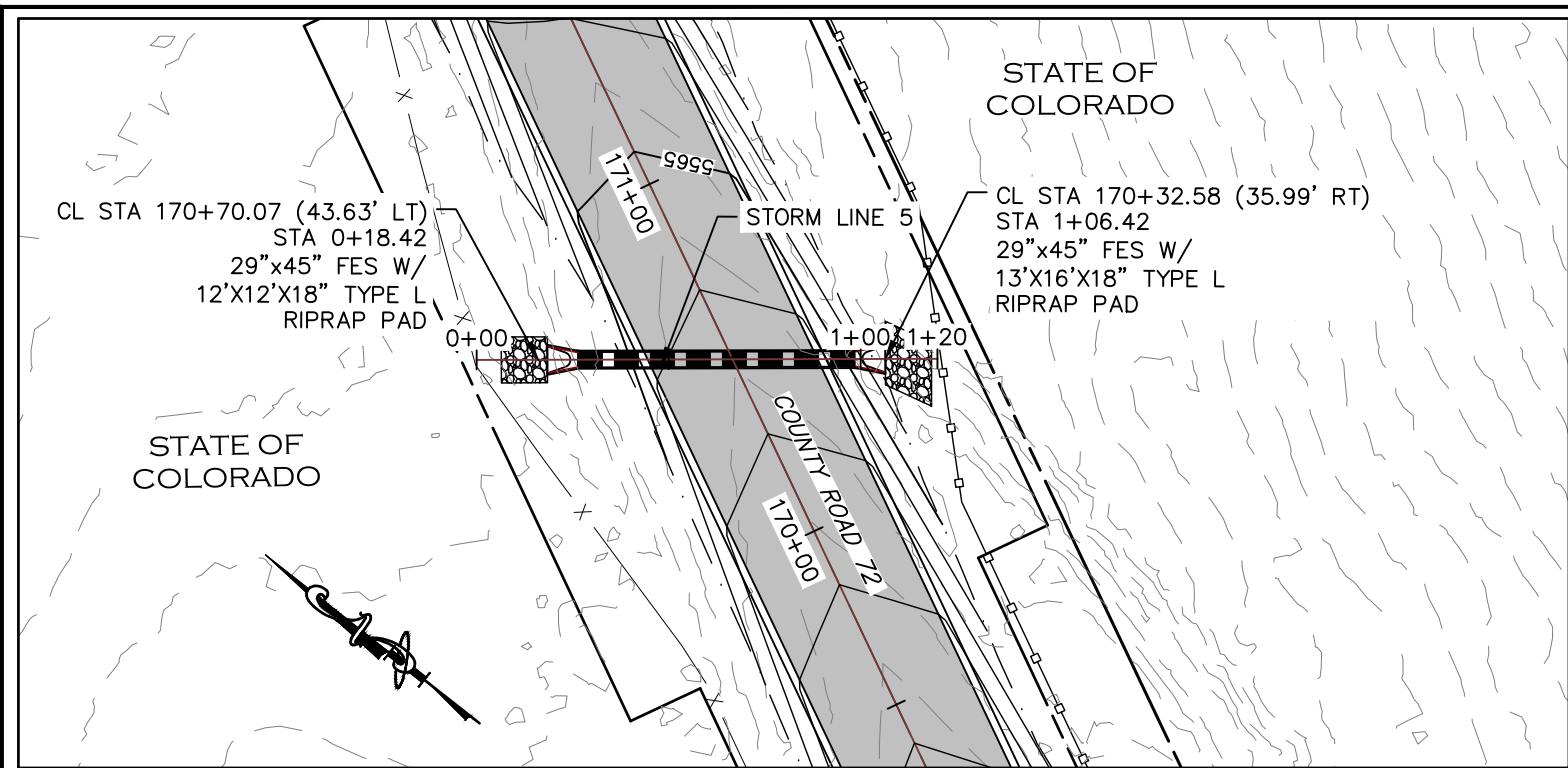 STATE OF
COLORADO
5565
171+00
CL STA 170+70.07 (43.63' LT)
STA 0+18.42
29"x45" FES W/
12'X12'X18" TYPE L
RIPRAP PAD
STORM LINE 5
CL STA 170+32.58 (35.99' RT)
STA 1+06.42
29"x45" FES W/
13'X16'X18" TYPE L
RIPRAP PAD
0+00
1+00
1+20
STATE OF
COLORADO
COUNTY ROAD 72
170+00